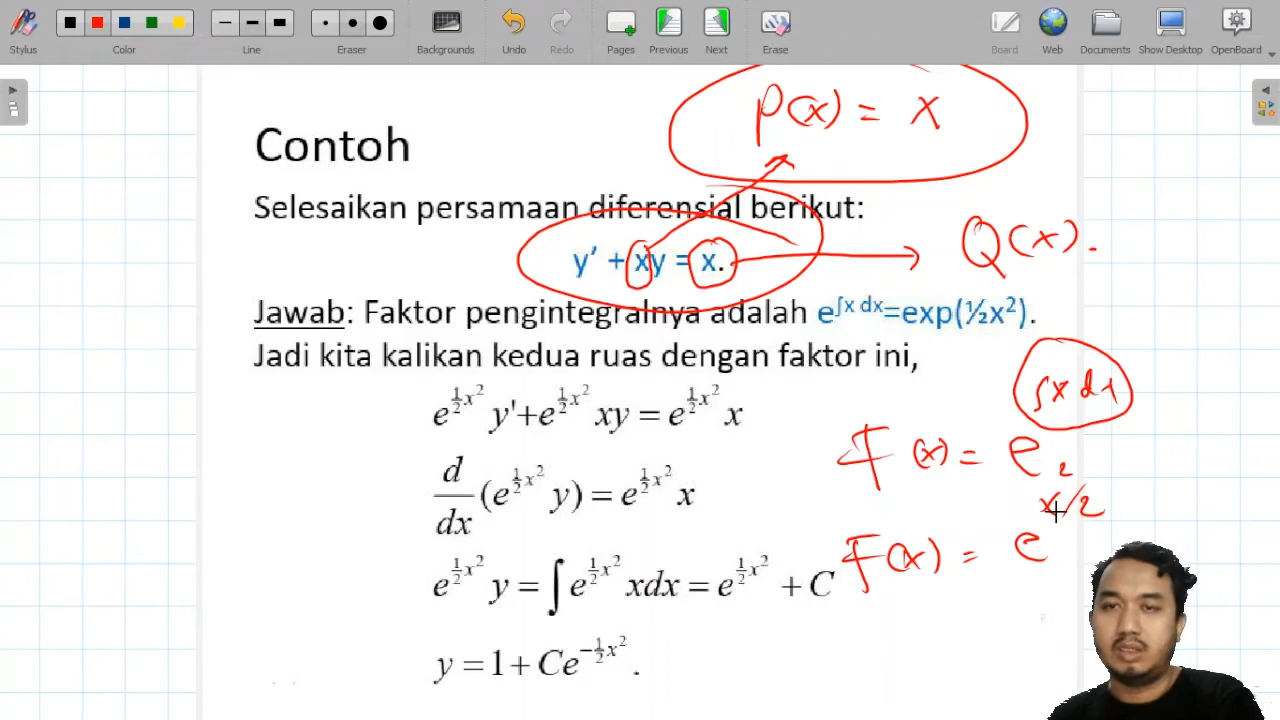 Stylus Color Line Eraser Backgrounds Undo Redo Pages Previous Next Erase Board Web Documents Show Desktop OpenBoard
P(x) = x
Contoh
Selesaikan persamaan diferensial berikut:
y' + xy = x.
Q(x).
Jawab: Faktor pengintegralnya adalah e^∫x dx=exp(½x²).
Jadi kita kalikan kedua ruas dengan faktor ini,
e^{½x²} y'+e^{½x²} xy = e^{½x²} x
F(x) = e^{∫x dx}
d/dx (e^{½x²} y) = e^{½x²} x
F(x) = e^{x²/2}
e^{½x²} y = ∫ e^{½x²} xdx = e^{½x²} + C
y = 1 + Ce^{-½x²}.